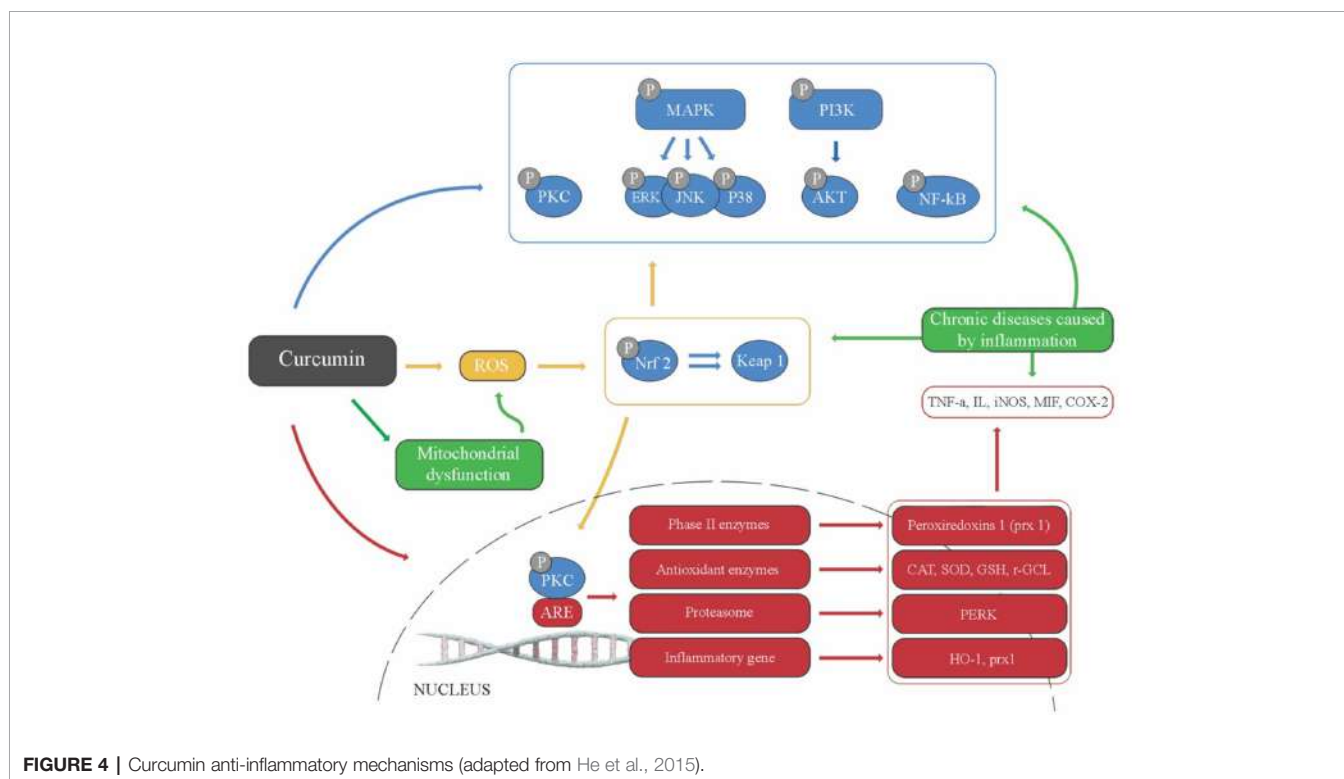 P
MAPK
P
PI3K
P
PKC
P
ERK
P
JNK
P
P38
P
AKT
P
NF-kB
Curcumin
ROS
P
Nrf 2
Keap 1
Chronic diseases caused
by inflammation
TNF-a, IL, iNOS, MIF, COX-2
Mitochondrial
dysfunction
Phase II enzymes
Peroxiredoxins 1 (prx 1)
P
PKC
ARE
Antioxidant enzymes
CAT, SOD, GSH, r-GCL
Proteasome
PERK
Inflammatory gene
HO-1, prx1
NUCLEUS
FIGURE 4 | Curcumin anti-inflammatory mechanisms (adapted from He et al., 2015).